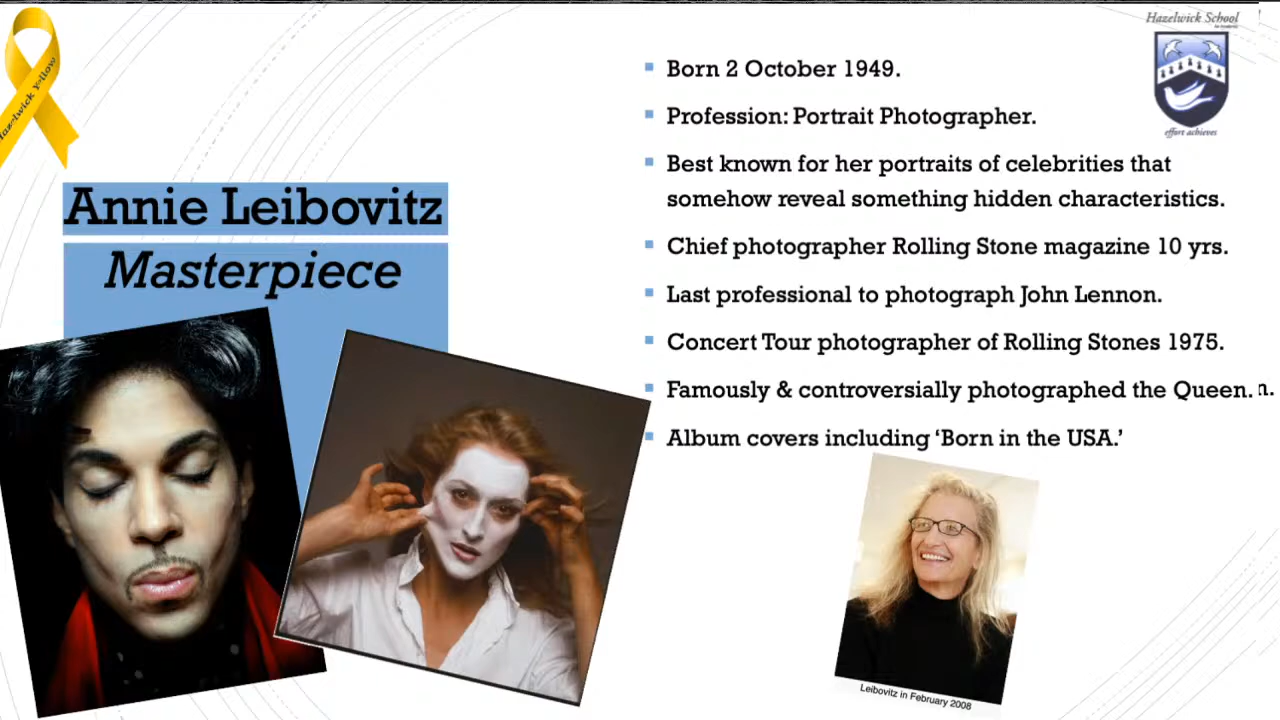 Hazelwick School
Hazelwick Yellow
Born 2 October 1949.
Profession: Portrait Photographer.
Best known for her portraits of celebrities that
somehow reveal something hidden characteristics.
Chief photographer Rolling Stone magazine 10 yrs.
Last professional to photograph John Lennon.
Concert Tour photographer of Rolling Stones 1975.
Famously & controversially photographed the Queen. n.
Album covers including ‘Born in the USA.’
effort achieves
Annie Leibovitz
Masterpiece
Leibovitz in February 2008